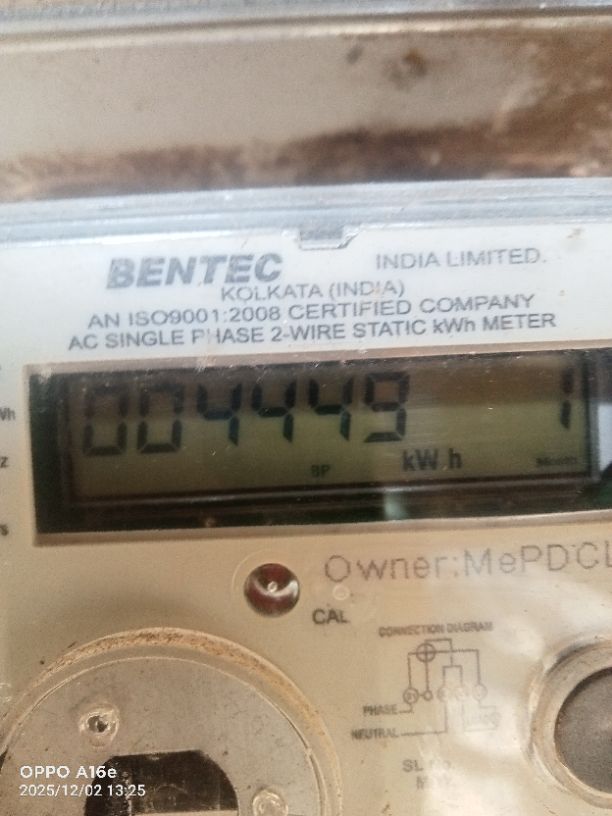 BENTEC INDIA LIMITED.
KOLKATA (INDIA)
AN ISO9001:2008 CERTIFIED COMPANY
AC SINGLE PHASE 2-WIRE STATIC kWh METER
004449 1
BP kW h
Owner:MePDCL
CAL
CONNECTION DIAGRAM
PHASE
NEUTRAL
OPPO A16e
2025/12/02 13:25